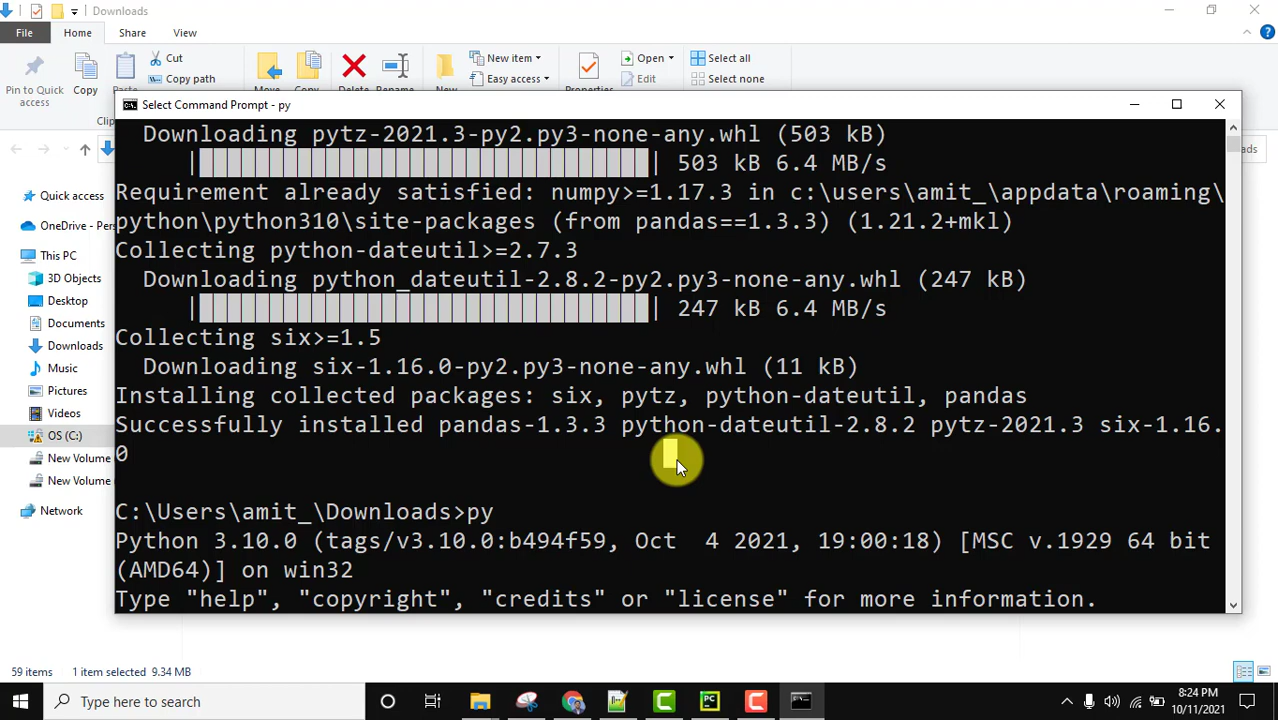 Downloads
File
Home
Share
View
Pin to Quick
access
Copy
Cut
Copy path
New item
Easy access
Open
Edit
Select all
Select none
Select Command Prompt - py
Downloading pytz-2021.3-py2.py3-none-any.whl (503 kB)
| 503 kB 6.4 MB/s
Requirement already satisfied: numpy>=1.17.3 in c:\users\amit_\appdata\roaming\
python\python310\site-packages (from pandas==1.3.3) (1.21.2+mkl)
Collecting python-dateutil>=2.7.3
Downloading python_dateutil-2.8.2-py2.py3-none-any.whl (247 kB)
| 247 kB 6.4 MB/s
Collecting six>=1.5
Downloading six-1.16.0-py2.py3-none-any.whl (11 kB)
Installing collected packages: six, pytz, python-dateutil, pandas
Successfully installed pandas-1.3.3 python-dateutil-2.8.2 pytz-2021.3 six-1.16.
0
C:\Users\amit_\Downloads>py
Python 3.10.0 (tags/v3.10.0:b494f59, Oct  4 2021, 19:00:18) [MSC v.1929 64 bit
(AMD64)] on win32
Type "help", "copyright", "credits" or "license" for more information.
Quick access
OneDrive - Pers
This PC
3D Objects
Desktop
Documents
Downloads
Music
Pictures
Videos
OS (C:)
New Volume
New Volume
Network
59 items
1 item selected 9.34 MB
Type here to search
8:24 PM
10/11/2021